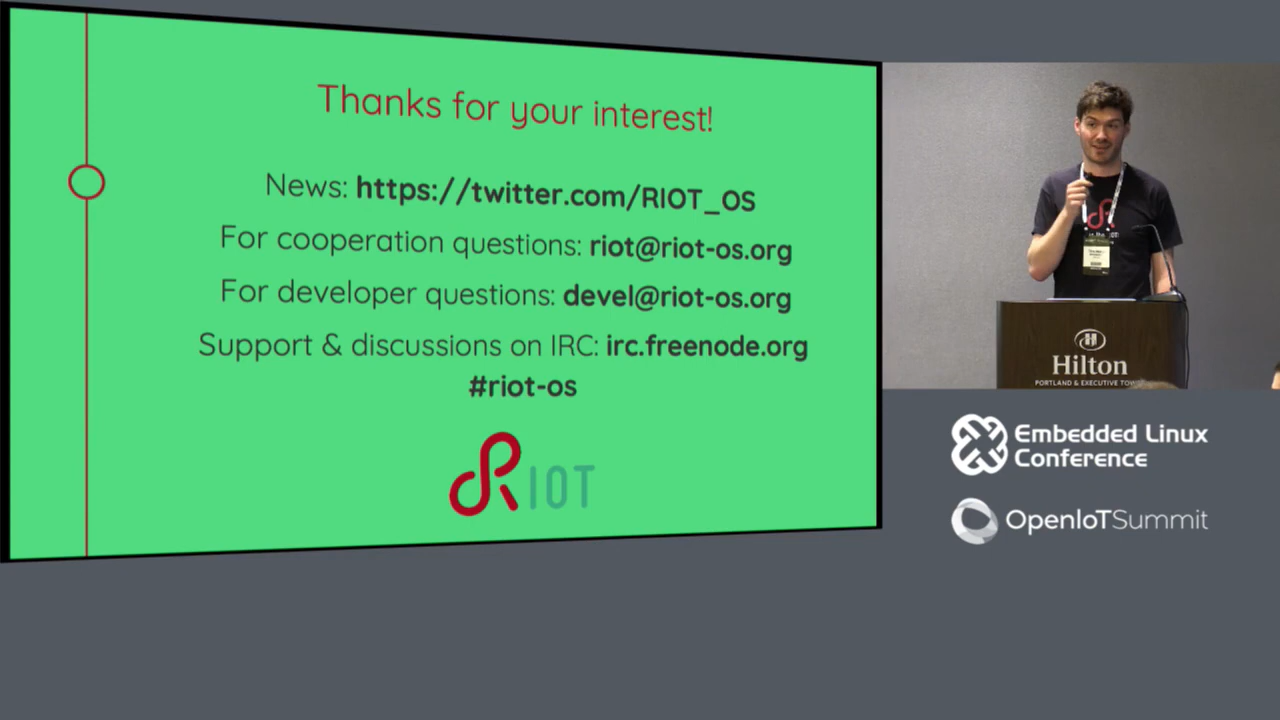 Thanks for your interest!
News: https://twitter.com/RIOT_OS
For cooperation questions: riot@riot-os.org
For developer questions: devel@riot-os.org
Support & discussions on IRC: irc.freenode.org
#riot-os
RIOT
Hilton
PORTLAND & EXECUTIVE
Embedded Linux
Conference
OpenIoTSummit